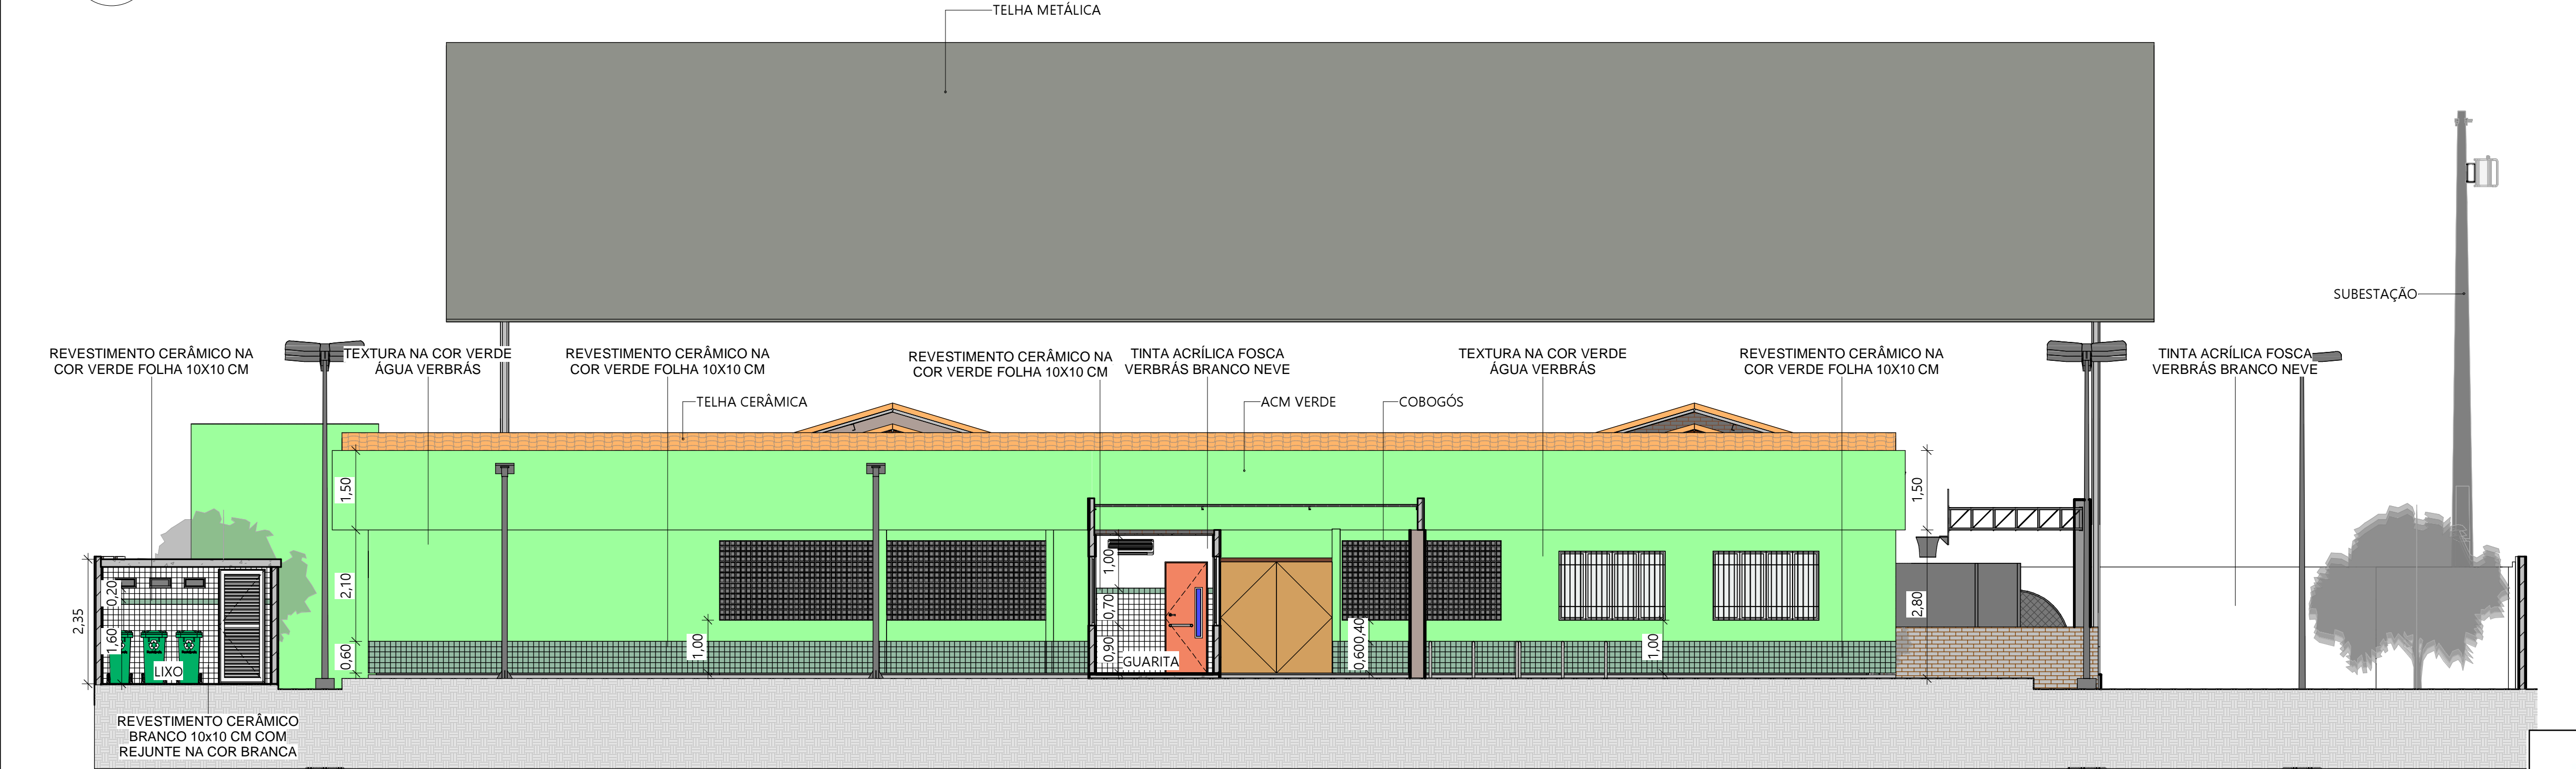 TELHA METÁLICA
SUBESTAÇÃO
REVESTIMENTO CERÂMICO NA
COR VERDE FOLHA 10X10 CM
TEXTURA NA COR VERDE
ÁGUA VERBRÁS
REVESTIMENTO CERÂMICO NA
COR VERDE FOLHA 10X10 CM
REVESTIMENTO CERÂMICO NA
COR VERDE FOLHA 10X10 CM
TINTA ACRÍLICA FOSCA
VERBRÁS BRANCO NEVE
TEXTURA NA COR VERDE
ÁGUA VERBRÁS
REVESTIMENTO CERÂMICO NA
COR VERDE FOLHA 10X10 CM
TINTA ACRÍLICA FOSCA
VERBRÁS BRANCO NEVE
TELHA CERÂMICA
ACM VERDE
COBOGÓS
1,50
1,50
2,35
0,20
1,60
2,10
0,60
1,00
1,00
0,70
0,90
0,60
0,40
1,00
2,80
LIXO
GUARITA
REVESTIMENTO CERÂMICO
BRANCO 10x10 CM COM
REJUNTE NA COR BRANCA